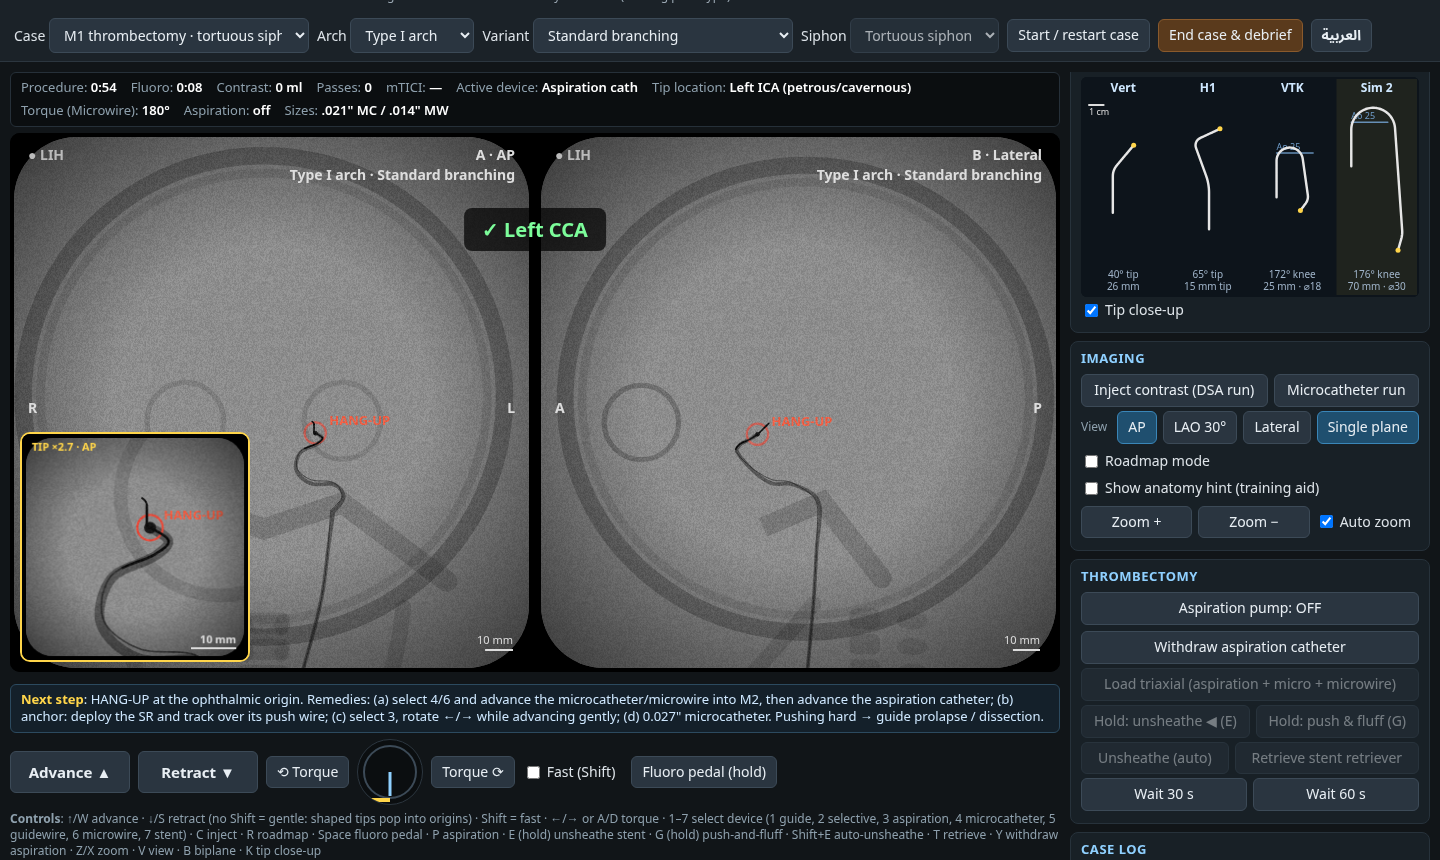 Case M1 thrombectomy · tortuous siph Arch Type I arch Variant Standard branching Siphon Tortuous siphon Start / restart case End case & debrief العربية
Procedure: 0:54 Fluoro: 0:08 Contrast: 0 ml Passes: 0 mTICI: — Active device: Aspiration cath Tip location: Left ICA (petrous/cavernous)
Torque (Microwire): 180° Aspiration: off Sizes: .021" MC / .014" MW
● LIH
A · AP
Type I arch · Standard branching
R
L
HANG-UP
10 mm
TIP ×2.7 · AP
HANG-UP
10 mm
✓ Left CCA
● LIH
B · Lateral
Type I arch · Standard branching
A
P
HANG-UP
10 mm
Next step: HANG-UP at the ophthalmic origin. Remedies: (a) select 4/6 and advance the microcatheter/microwire into M2, then advance the aspiration catheter; (b)
anchor: deploy the SR and track over its push wire; (c) select 3, rotate ←/→ while advancing gently; (d) 0.027" microcatheter. Pushing hard → guide prolapse / dissection.
Advance ▲ Retract ▼ ⟲ Torque Torque ⟳ Fast (Shift) Fluoro pedal (hold)
Controls: ↑/W advance · ↓/S retract (no Shift = gentle: shaped tips pop into origins) · Shift = fast · ←/→ or A/D torque · 1–7 select device (1 guide, 2 selective, 3 aspiration, 4 microcatheter, 5
guidewire, 6 microwire, 7 stent) · C inject · R roadmap · Space fluoro pedal · P aspiration · E (hold) unsheathe stent · G (hold) push-and-fluff · Shift+E auto-unsheathe · T retrieve · Y withdraw
aspiration · Z/X zoom · V view · B biplane · K tip close-up
Vert H1 VTK Sim 2
1 cm
Ao 25
Ao 25
40° tip 65° tip 172° knee 176° knee
26 mm 15 mm tip 25 mm · ⌀18 70 mm · ⌀30
Tip close-up
IMAGING
Inject contrast (DSA run) Microcatheter run
View AP LAO 30° Lateral Single plane
Roadmap mode
Show anatomy hint (training aid)
Zoom + Zoom − Auto zoom
THROMBECTOMY
Aspiration pump: OFF
Withdraw aspiration catheter
Load triaxial (aspiration + micro + microwire)
Hold: unsheathe ◀ (E) Hold: push & fluff (G)
Unsheathe (auto) Retrieve stent retriever
Wait 30 s Wait 60 s
CASE LOG